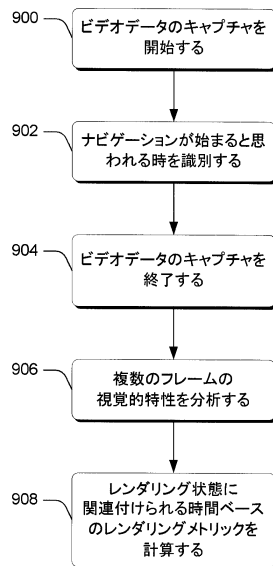 900
ビデオデータのキャプチャを
開始する
902
ナビゲーションが始まると思
われる時を識別する
904
ビデオデータのキャプチャを
終了する
906
複数のフレームの
視覚的特性を分析する
908
レンダリング状態に
関連付けられる時間ベース
のレンダリングメトリックを
計算する